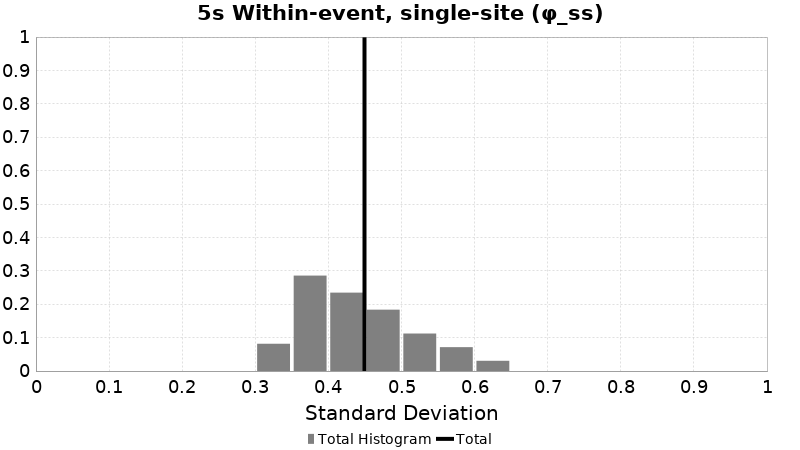 5s Within-event, single-site (φ_ss)
1
0.9
0.8
0.7
0.6
0.5
0.4
0.3
0.2
0.1
0
0 0.1 0.2 0.3 0.4 0.5 0.6 0.7 0.8 0.9 1
Standard Deviation
Total Histogram Total